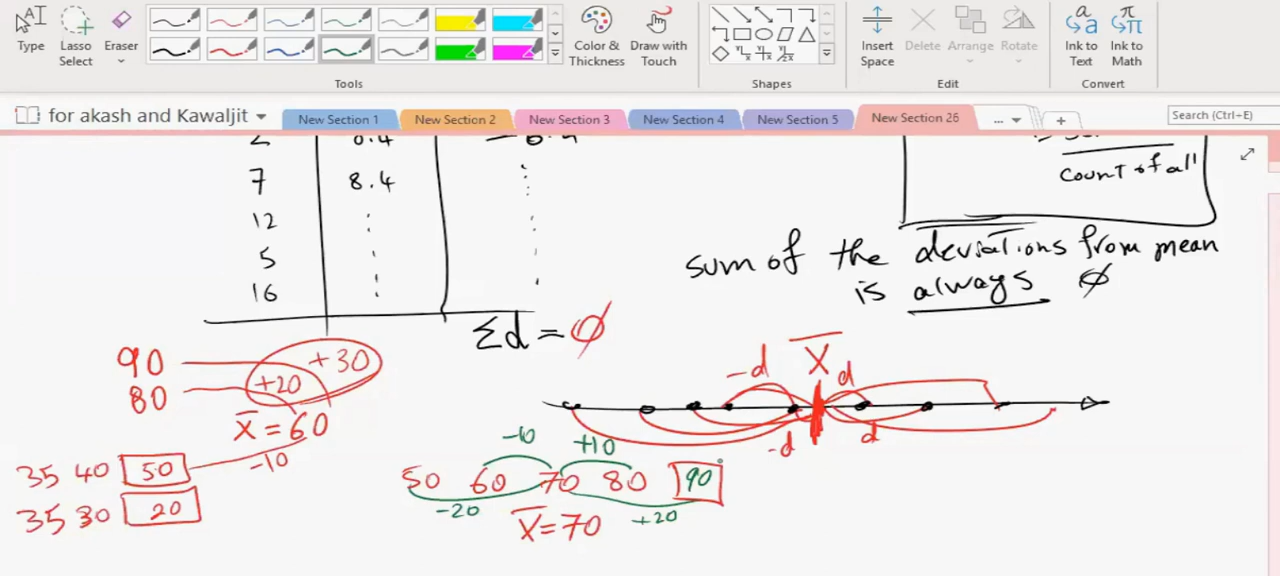 Type
Lasso Select
Eraser
Color & Thickness
Draw with Touch
Insert Space
Delete
Arrange
Rotate
a a Ink to Text
π π Ink to Math
Tools
Shapes
Edit
Convert
for akash and Kawaljit
New Section 1
New Section 2
New Section 3
New Section 4
New Section 5
New Section 26
...
Search (Ctrl+E)
7 8.4
12
5
16
Count of all
sum of the deviations from mean
is always ∅
Σd = ∅
90 +30
80 +20
X̄ = 60
-10
35 40 50
35 30 20
-d X̄ d
-d d
-10 +10
50 60 70 80 90
-20 +20
X̄ = 70